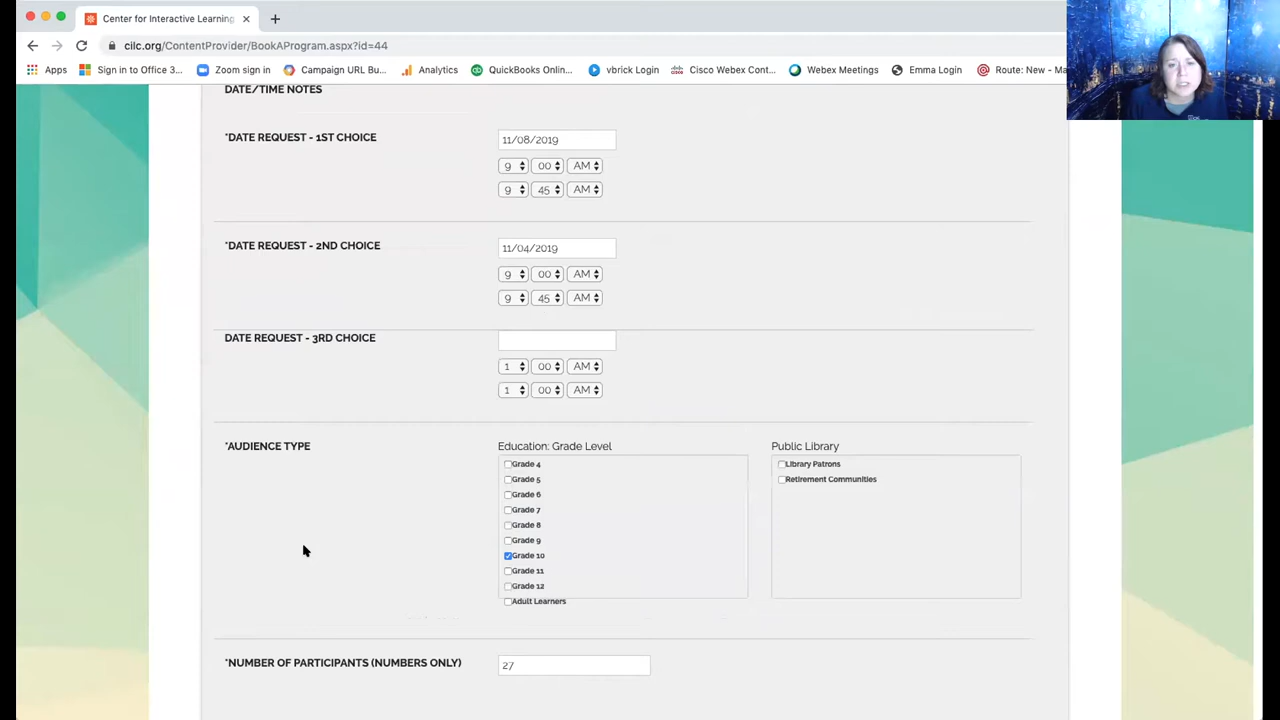 Center for Interactive Learning
cilc.org/ContentProvider/BookAProgram.aspx?id=44
Apps Sign in to Office 3... Zoom sign in Campaign URL Bu... Analytics QuickBooks Onlin... vbrick Login Cisco Webex Cont... Webex Meetings Emma Login Route: New - Ma
DATE/TIME NOTES
*DATE REQUEST - 1ST CHOICE 11/08/2019
9 00 AM
9 45 AM
*DATE REQUEST - 2ND CHOICE 11/04/2019
9 00 AM
9 45 AM
DATE REQUEST - 3RD CHOICE
1 00 AM
1 00 AM
*AUDIENCE TYPE Education: Grade Level Public Library
Grade 4 Library Patrons
Grade 5 Retirement Communities
Grade 6
Grade 7
Grade 8
Grade 9
Grade 10
Grade 11
Grade 12
Adult Learners
*NUMBER OF PARTICIPANTS (NUMBERS ONLY) 27